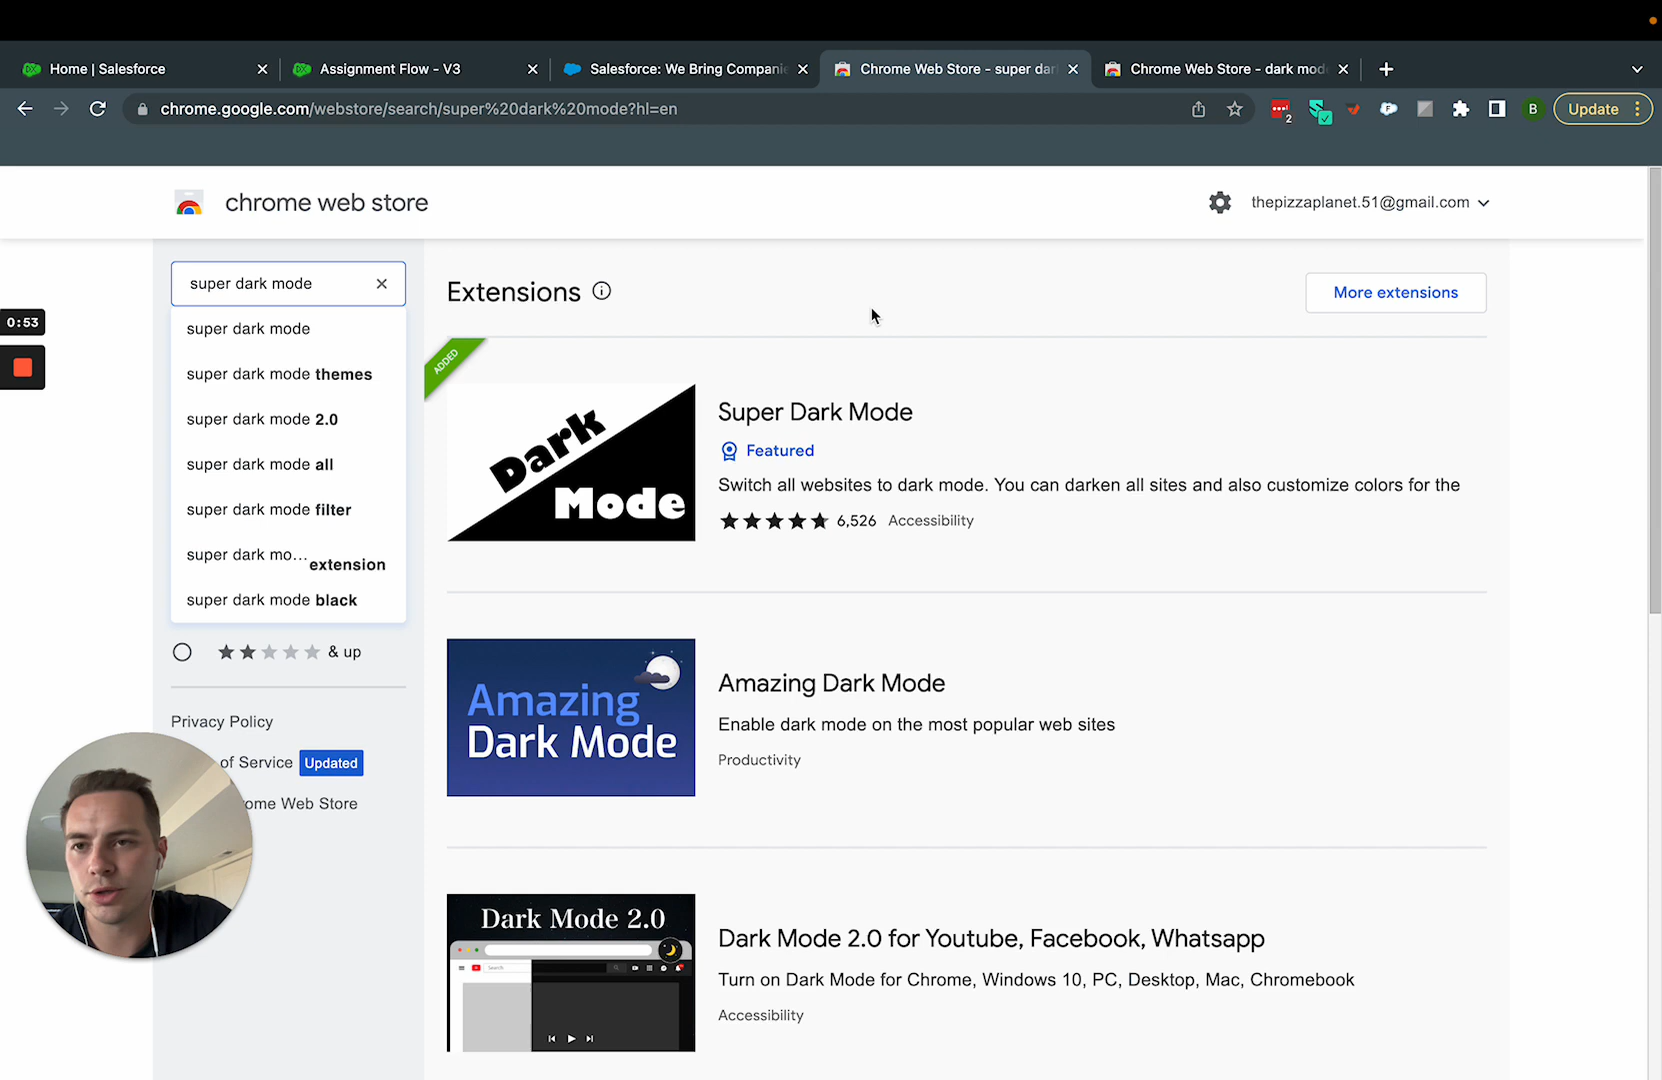 Home | Salesforce
Assignment Flow - V3
Salesforce: We Bring Companie
Chrome Web Store - super dar
Chrome Web Store - dark mod
chrome.google.com/webstore/search/super%20dark%20mode?hl=en
2
B
Update
chrome web store
thepizzaplanet.51@gmail.com
super dark mode
Extensions
More extensions
0:53
super dark mode
super dark mode themes
super dark mode 2.0
super dark mode all
super dark mode filter
super dark mo... extension
super dark mode black
& up
Privacy Policy
of Service Updated
ome Web Store
ADDED
Dark
Mode
Super Dark Mode
Featured
Switch all websites to dark mode. You can darken all sites and also customize colors for the
6,526 Accessibility
Amazing
Dark Mode
Amazing Dark Mode
Enable dark mode on the most popular web sites
Productivity
Dark Mode 2.0
Search
Dark Mode 2.0 for Youtube, Facebook, Whatsapp
Turn on Dark Mode for Chrome, Windows 10, PC, Desktop, Mac, Chromebook
Accessibility